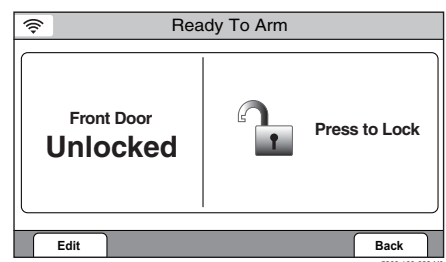 Ready To Arm
Front Door
Unlocked
Press to Lock
Edit
Back